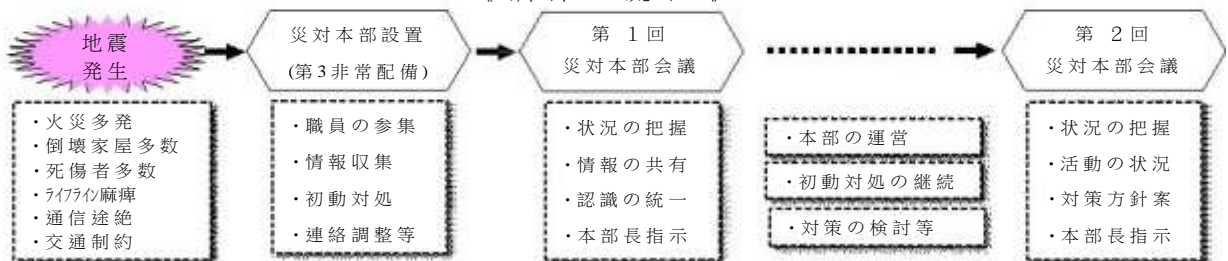 地震
発生
災対本部設置
(第3非常配備)
第 1回
災対本部会議
第 2回
災対本部会議
・火災多発
・倒壊家屋多数
・死傷者多数
・ﾗｲﾌﾗｲﾝ麻痺
・通信途絶
・交通制約
・職員の参集
・情報収集
・初動対処
・連絡調整等
・状況の把握
・情報の共有
・認識の統一
・本部長指示
・本部の運営
・初動対処の継続
・対策の検討等
・状況の把握
・活動の状況
・対策方針案
・本部長指示